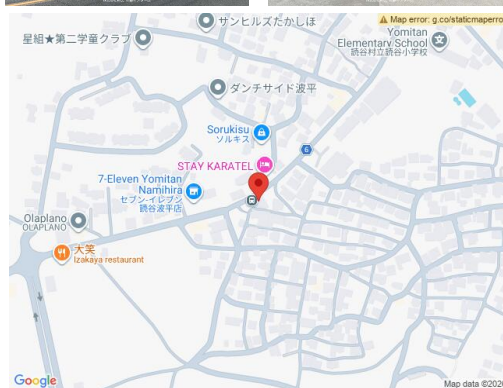 サンヒルズたかしほ
Map error: g.co/staticmaperro
星組★第二学童クラブ
Yomitan
Elementary School
読谷村立読谷小学校
ダンチサイド波平
Sorukisu
ソルキス
6
STAY KARATEL
7-Eleven Yomitan
Namihira
セブン-イレブン
読谷波平店
Olaplano
OLAPLANO
大笑
Izakaya restaurant
Google
Map data ©202